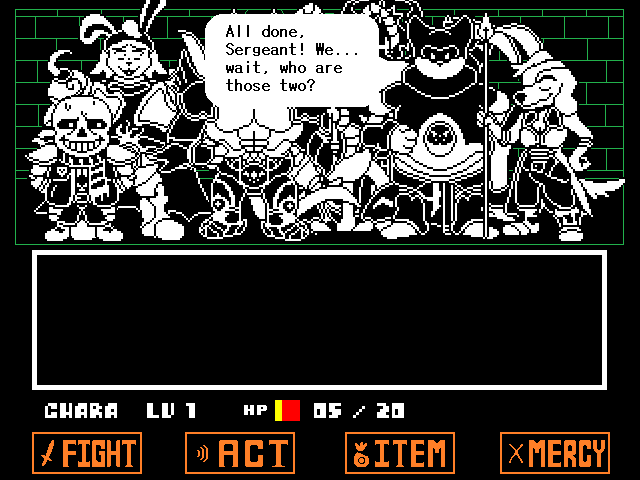 All done,
Sergeant! We...
wait, who are
those two?
CHARA LV 1 HP 05 / 20
FIGHT ACT ITEM MERCY